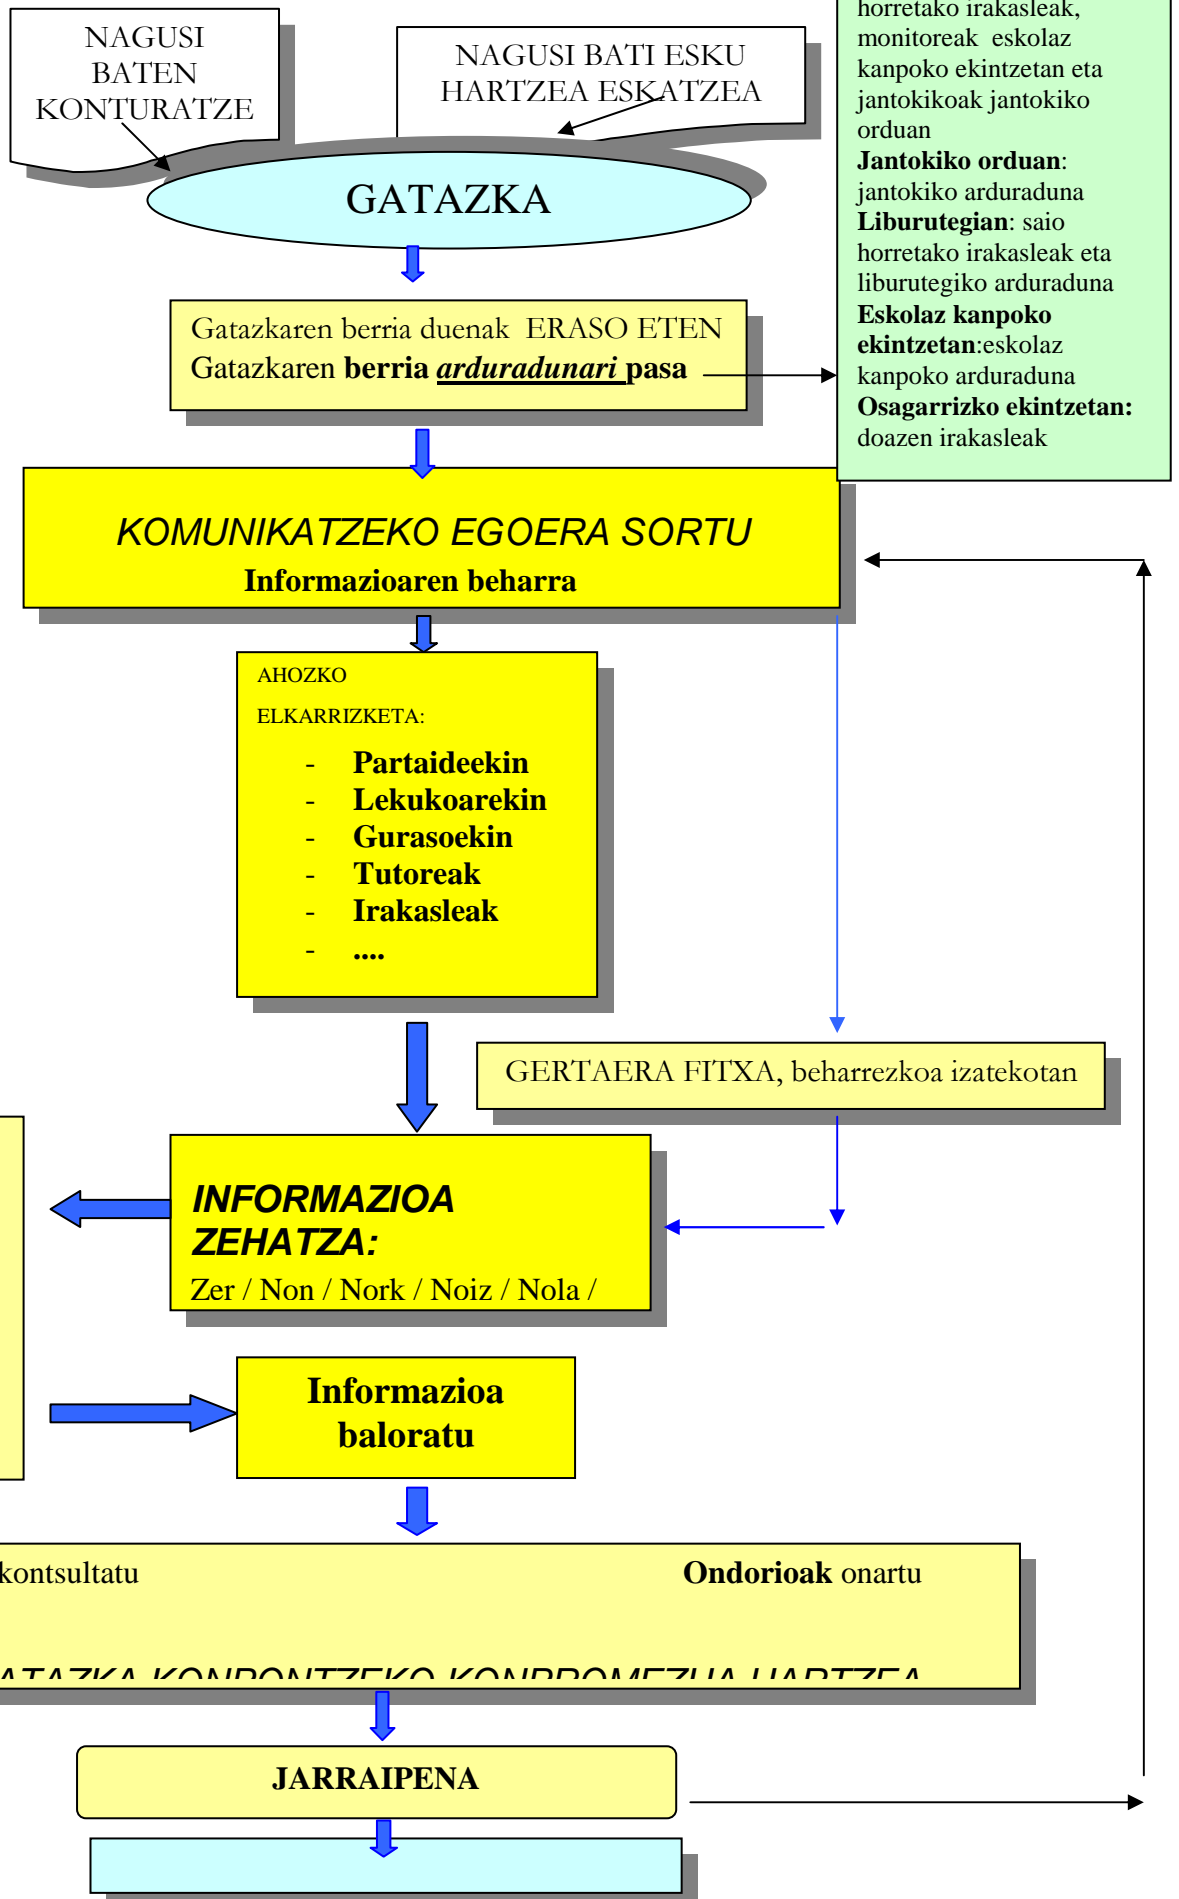 NAGUSI
BATEN
KONTURATZE
NAGUSI BATI ESKU
HARTZEA ESKATZEA
horretako irakasleak,
monitoreak eskolaz
kanpoko ekintzetan eta
jantokikoak jantokiko
orduan
Jantokiko orduan:
jantokiko arduraduna
Liburutegian: saio
horretako irakasleak eta
liburutegiko arduraduna
Eskolaz kanpoko
ekintzetan:eskolaz
kanpoko arduraduna
Osagarrizko ekintzetan:
doazen irakasleak
GATAZKA
Gatazkaren berria duenak ERASO ETEN
Gatazkaren berria arduradunari pasa
KOMUNIKATZEKO EGOERA SORTU
Informazioaren beharra
AHOZKO
ELKARRIZKETA:
- Partaideekin
- Lekukoarekin
- Gurasoekin
- Tutoreak
- Irakasleak
- ....
GERTAERA FITXA, beharrezkoa izatekotan
INFORMAZIOA
ZEHATZA:
Zer / Non / Nork / Noiz / Nola /
Informazioa
baloratu
kontsultatu Ondorioak onartu
ATAZKA KONPONTZEKO KONPROMEZUA HARTZEA
JARRAIPENA